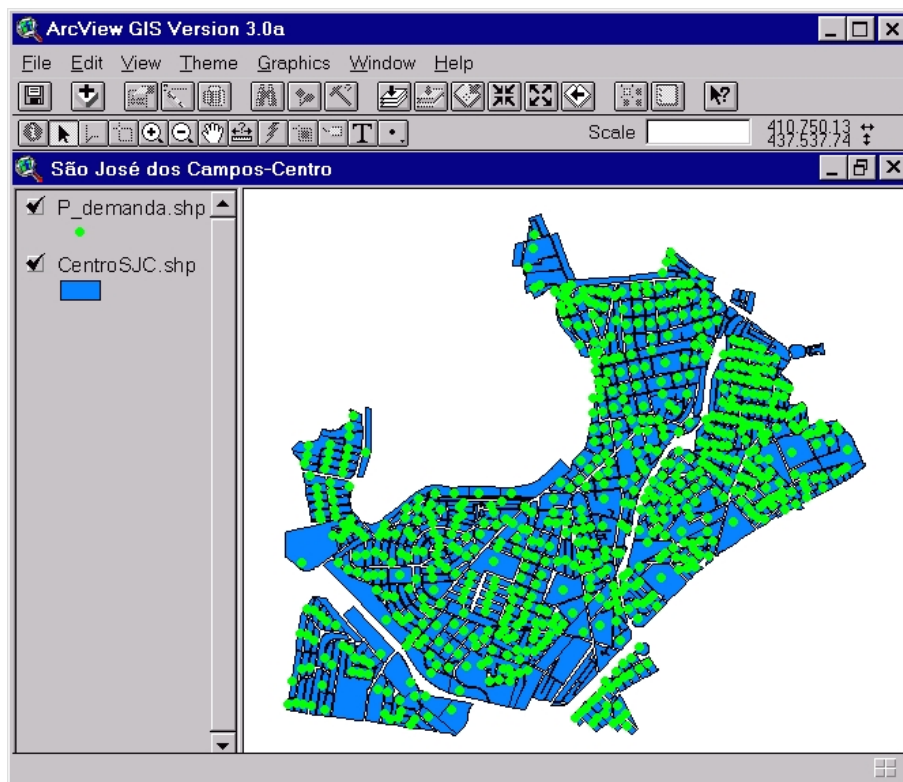 ArcView GIS Version 3.0a
File Edit View Theme Graphics Window Help
Scale 410.750.13
437.537.74
São José dos Campos-Centro
P_demanda.shp
CentroSJC.shp